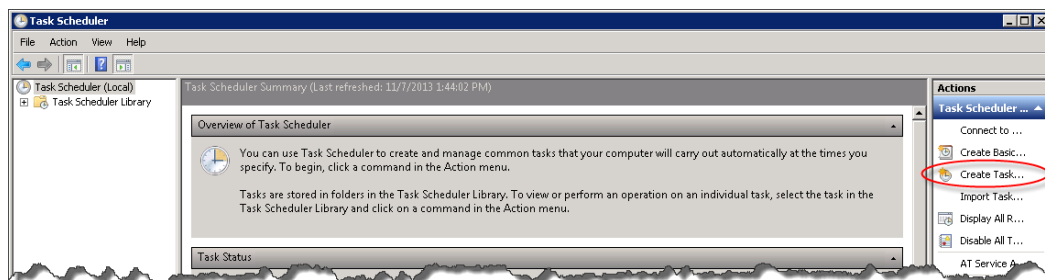 Task Scheduler
File Action View Help
Task Scheduler (Local)
Task Scheduler Library
Task Scheduler Summary (Last refreshed: 11/7/2013 1:44:02 PM)
Overview of Task Scheduler
You can use Task Scheduler to create and manage common tasks that your computer will carry out automatically at the times you
specify. To begin, click a command in the Action menu.
Tasks are stored in folders in the Task Scheduler Library. To view or perform an operation on an individual task, select the task in the
Task Scheduler Library and click on a command in the Action menu.
Task Status
Actions
Task Scheduler ...
Connect to ...
Create Basic...
Create Task...
Import Task...
Display All R...
Disable All T...
AT Service A...